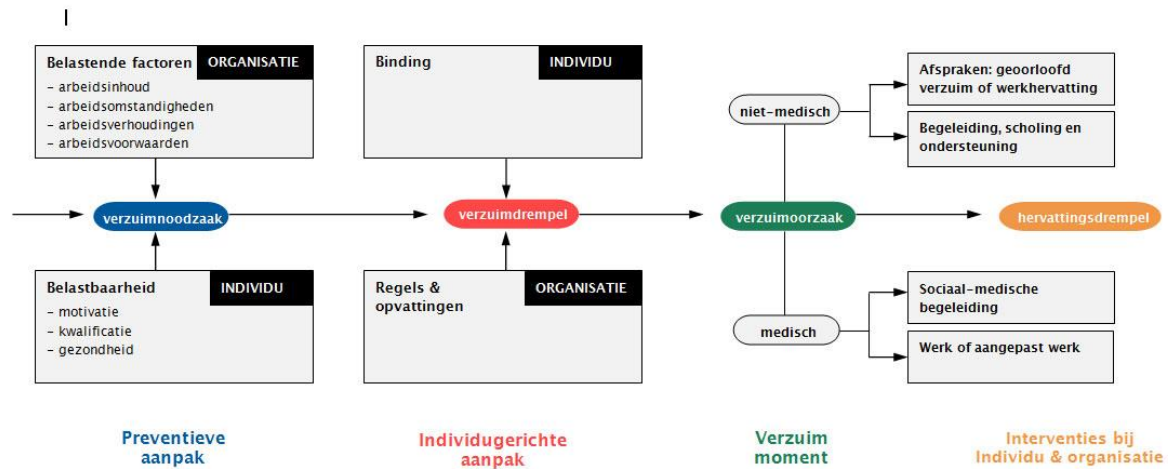 Belastende factoren
ORGANISATIE
– arbeidsinhoud
– arbeidsomstandigheden
– arbeidsverhoudingen
– arbeidsvoorwaarden
Binding
INDIVIDU
niet–medisch
Afspraken: geoorloofd
verzuim of werkhervatting
Begeleiding, scholing en
ondersteuning
verzuimnoodzaak
verzuimdrempel
verzuimoorzaak
hervattingsdrempel
Belastbaarheid
INDIVIDU
– motivatie
– kwalificatie
– gezondheid
Regels &
opvattingen
ORGANISATIE
medisch
Sociaal–medische
begeleiding
Werk of aangepast werk
Preventieve
aanpak
Individugerichte
aanpak
Verzuim
moment
Interventies bij
Individu & organisatie